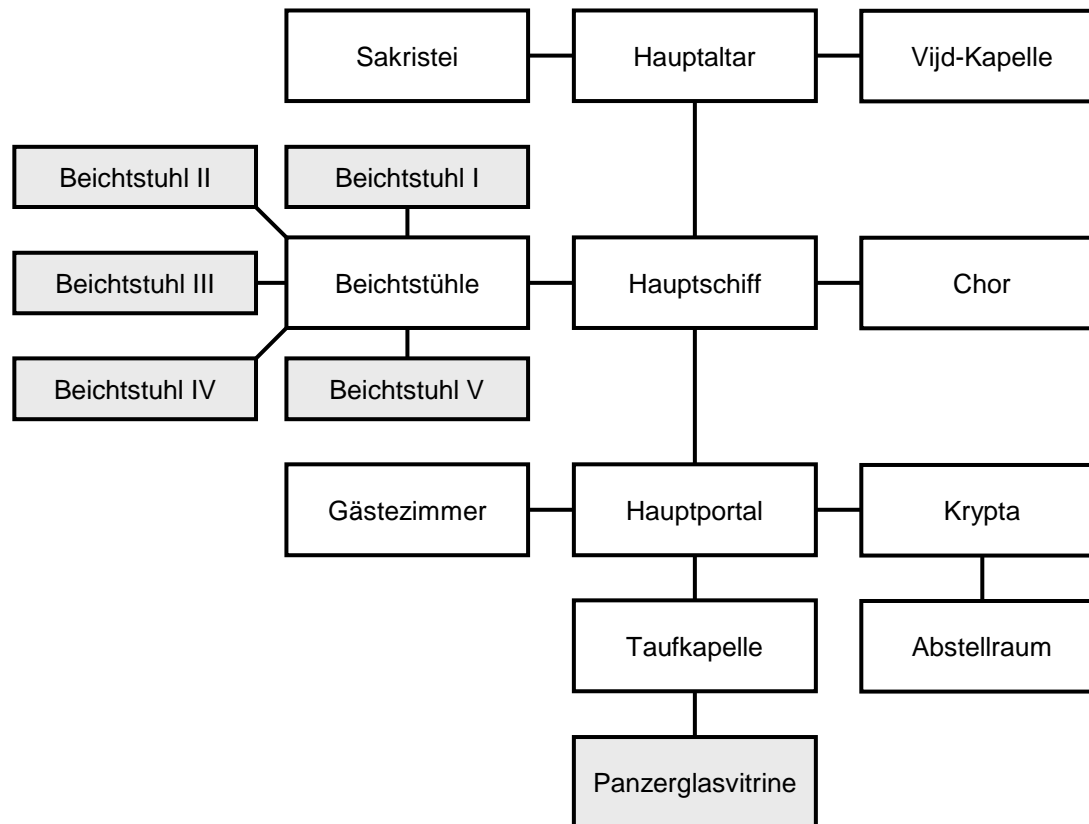 Sakristei
Hauptaltar
Vijd-Kapelle
Beichtstuhl II
Beichtstuhl I
Beichtstuhl III
Beichtstühle
Hauptschiff
Chor
Beichtstuhl IV
Beichtstuhl V
Gästezimmer
Hauptportal
Krypta
Taufkapelle
Abstellraum
Panzerglasvitrine